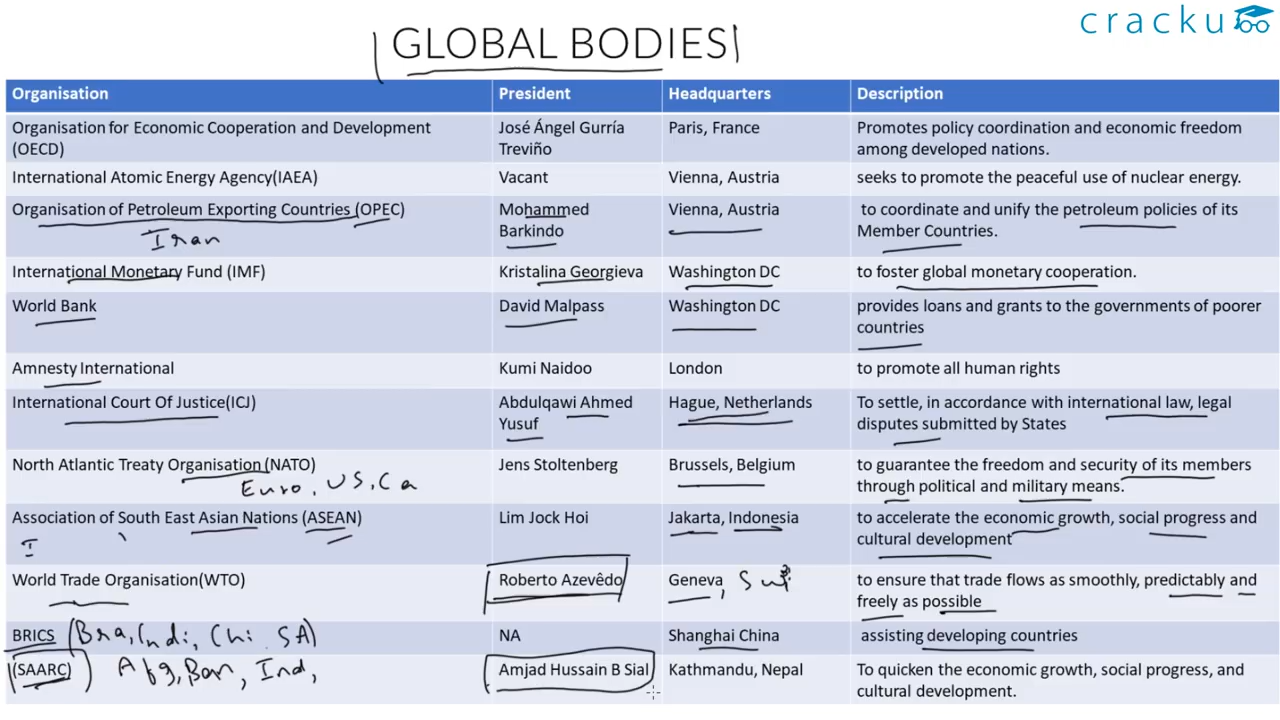 cracku
GLOBAL BODIES
Organisation President Headquarters Description
Organisation for Economic Cooperation and Development José Ángel Gurría Paris, France Promotes policy coordination and economic freedom
(OECD) Treviño among developed nations.
International Atomic Energy Agency(IAEA) Vacant Vienna, Austria seeks to promote the peaceful use of nuclear energy.
Organisation of Petroleum Exporting Countries (OPEC) Mohammed Vienna, Austria to coordinate and unify the petroleum policies of its
Iran Barkindo Member Countries.
International Monetary Fund (IMF) Kristalina Georgieva Washington DC to foster global monetary cooperation.
World Bank David Malpass Washington DC provides loans and grants to the governments of poorer
countries
Amnesty International Kumi Naidoo London to promote all human rights
International Court Of Justice(ICJ) Abdulqawi Ahmed Hague, Netherlands To settle, in accordance with international law, legal
Yusuf disputes submitted by States
North Atlantic Treaty Organisation (NATO) Jens Stoltenberg Brussels, Belgium to guarantee the freedom and security of its members
Euro, US, Ca through political and military means.
Association of South East Asian Nations (ASEAN) Lim Jock Hoi Jakarta, Indonesia to accelerate the economic growth, social progress and
I cultural development
World Trade Organisation(WTO) Roberto Azevêdo Geneva, to ensure that trade flows as smoothly, predictably and
freely as possible
BRICS (Bra, Indi, Chi SA) NA Shanghai China assisting developing countries
(SAARC) Afg, Ban, Ind, Amjad Hussain B Sial Kathmandu, Nepal To quicken the economic growth, social progress, and
cultural development.